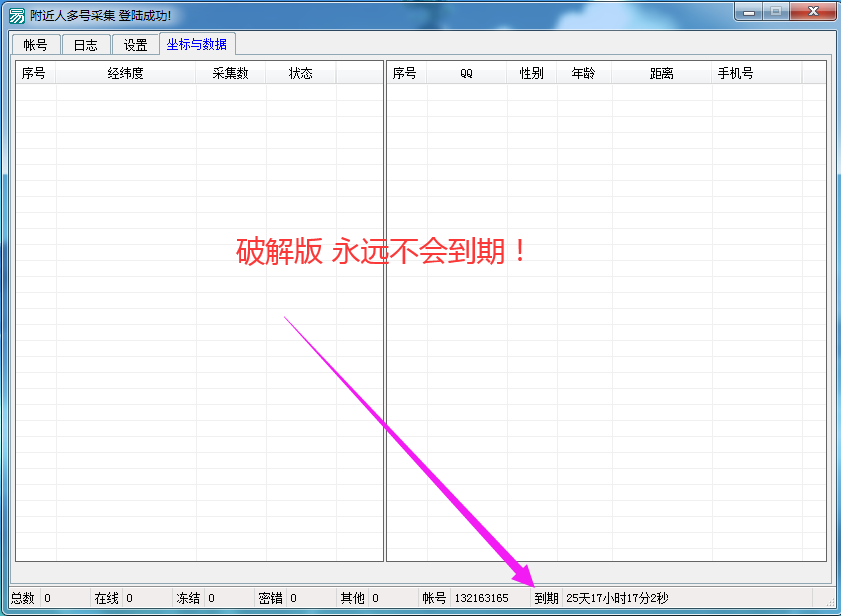 附近人多号采集 登陆成功!
帐号 日志 设置 坐标与数据
序号 经纬度 采集数 状态 序号 QQ 性别 年龄 距离 手机号
破解版 永远不会到期！
总数 0 在线 0 冻结 0 密错 0 其他 0 帐号 132163165 到期 25天17小时17分2秒